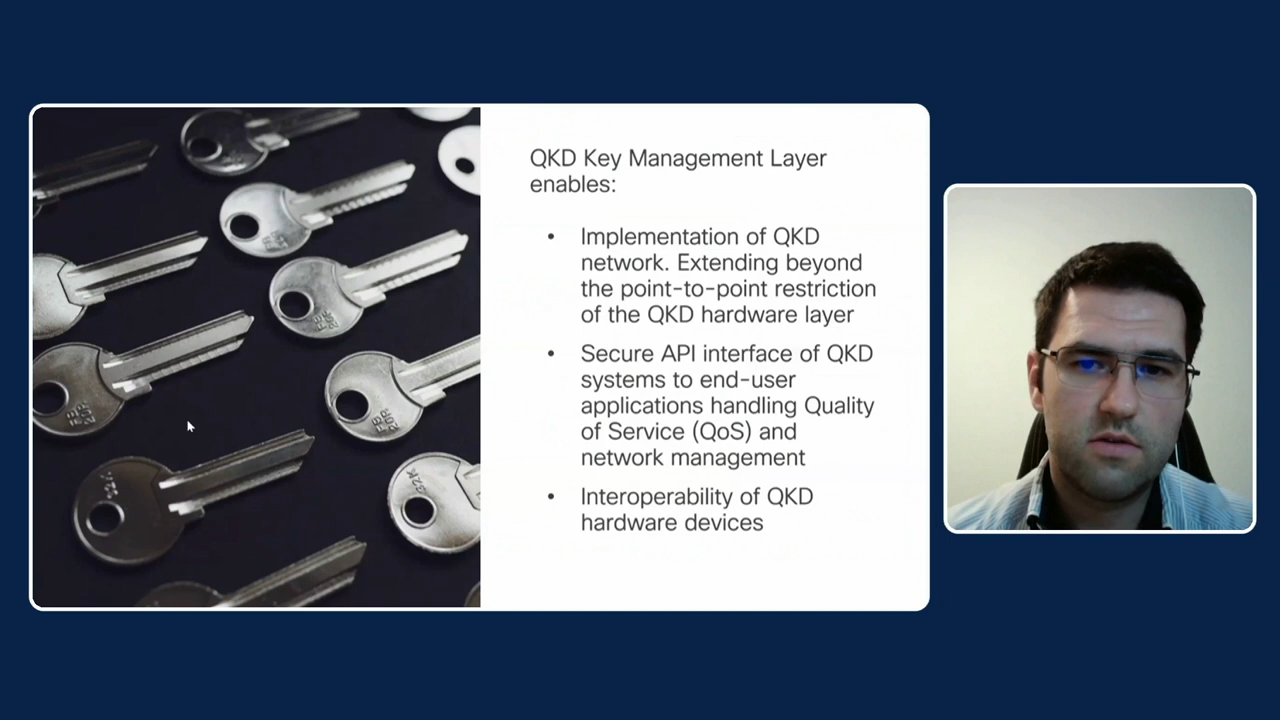 QKD Key Management Layer
enables:
• Implementation of QKD
network. Extending beyond
the point-to-point restriction
of the QKD hardware layer
• Secure API interface of QKD
systems to end-user
applications handling Quality
of Service (QoS) and
network management
• Interoperability of QKD
hardware devices